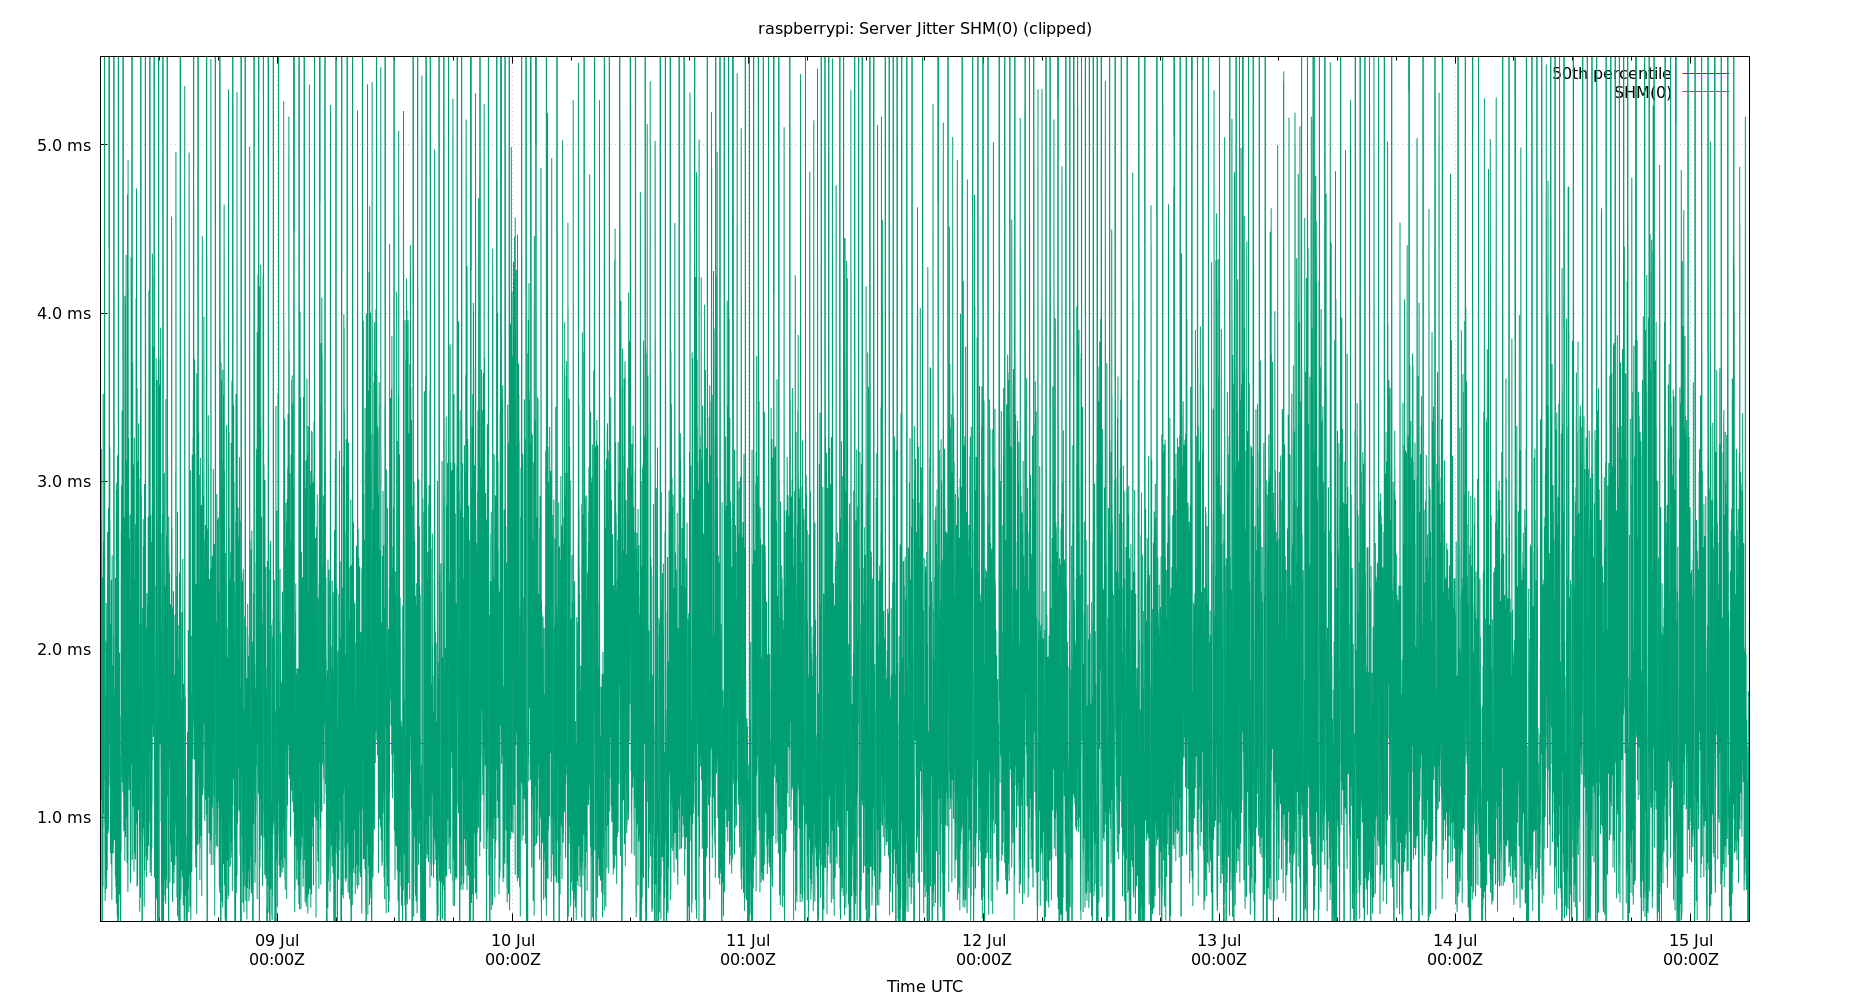 raspberrypi: Server Jitter SHM(0) (clipped)
50th percentile
SHM(0)
5.0 ms
4.0 ms
3.0 ms
2.0 ms
1.0 ms
09 Jul
00:00Z
10 Jul
00:00Z
11 Jul
00:00Z
12 Jul
00:00Z
13 Jul
00:00Z
14 Jul
00:00Z
15 Jul
00:00Z
Time UTC